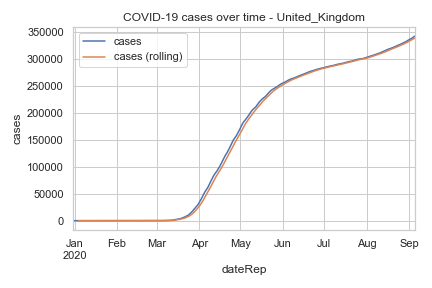 COVID-19 cases over time - United_Kingdom
cases
cases (rolling)
350000
300000
250000
200000
150000
100000
50000
0
cases
Jan Feb Mar Apr May Jun Jul Aug Sep
2020
dateRep